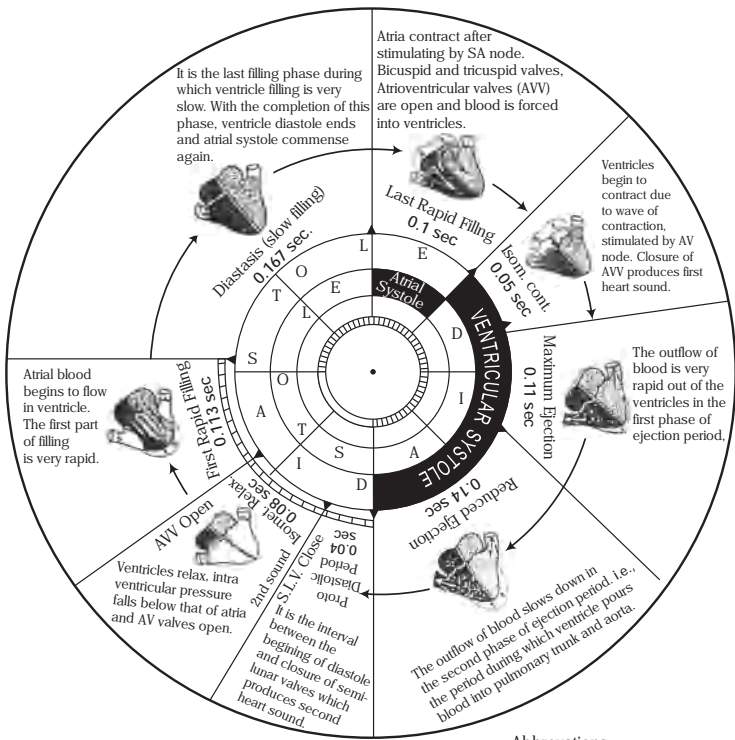 Atria contract after
stimulating by SA node.
Bicuspid and tricuspid valves,
Atrioventricular valves (AVV)
are open and blood is forced
into ventricles.
Last Rapid Fillng
0.1 sec
Ventricles
begin to
contract due
to wave of
contraction,
stimulated by AV
node. Closure of
AVV produces first
heart sound.
Isom. cont.
0.05 sec
The outflow of
blood is very
rapid out of the
ventricles in the
first phase of
ejection period,
Maximum Ejection
0.11 sec
The outflow of blood slows down in
the second phase of ejection period. i.e.,
the period during which ventricle pours
blood into pulmonary trunk and aorta.
Reduced Ejection
0.14 sec
Proto
Diastolic
Period
0.04
sec
It is the interval
between the
begining of diastole
and closure of semi-
lunar valves which
produces second
heart sound.
S.L.V. Close
2nd sound
Isomet. Relax
0.08 sec
AVV Open
Ventricles relax, intra
ventricular pressure
falls below that of atria
and AV valves open.
First Rapid Filling
0.113 sec
Atrial blood
begins to flow
in ventricle.
The first part
of filling
is very rapid.
Diastasis (slow filling)
0.167 sec.
It is the last filling phase during
which ventricle filling is very
slow. With the completion of this
phase, ventricle diastole ends
and atrial systole commense
again.
Atrial
Systole
VENTRICULAR SYSTOLE
D I A S T O L E
D I A S T O L E
Abbrevations